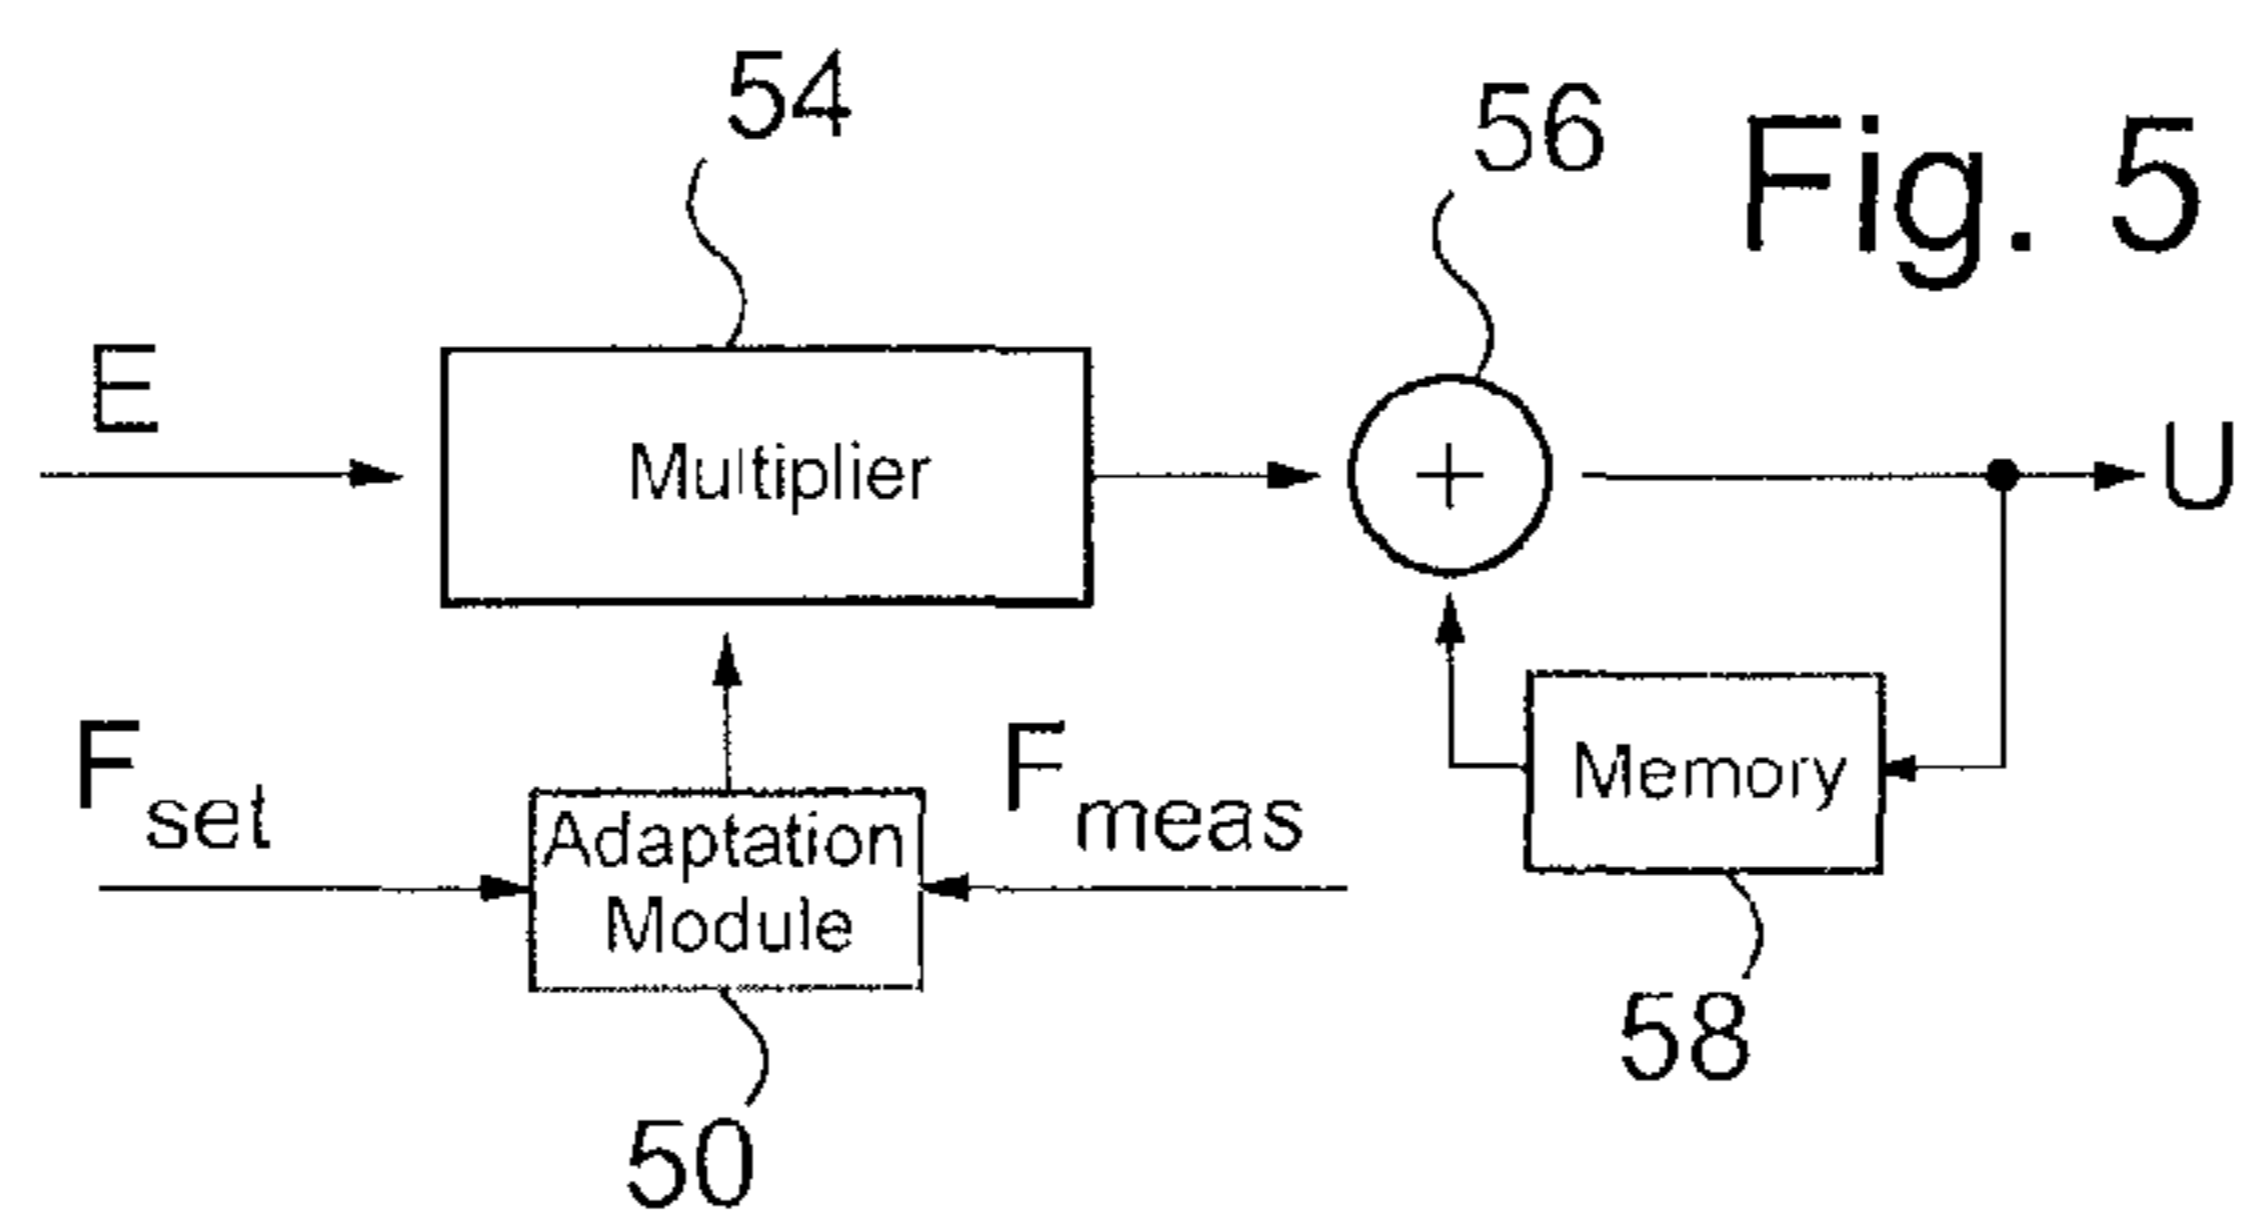 54
56
Fig. 5
E
Multiplier
+
U
F set
F meas
Adaptation
Module
Memory
58
50